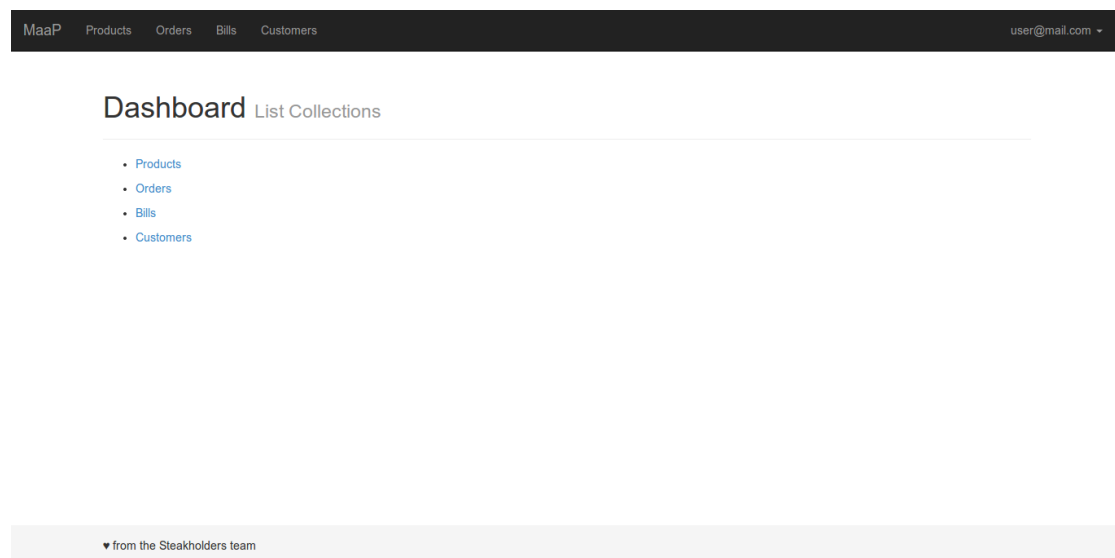 MaaP Products Orders Bills Customers user@mail.com
Dashboard List Collections
• Products
• Orders
• Bills
• Customers
♥ from the Steakholders team